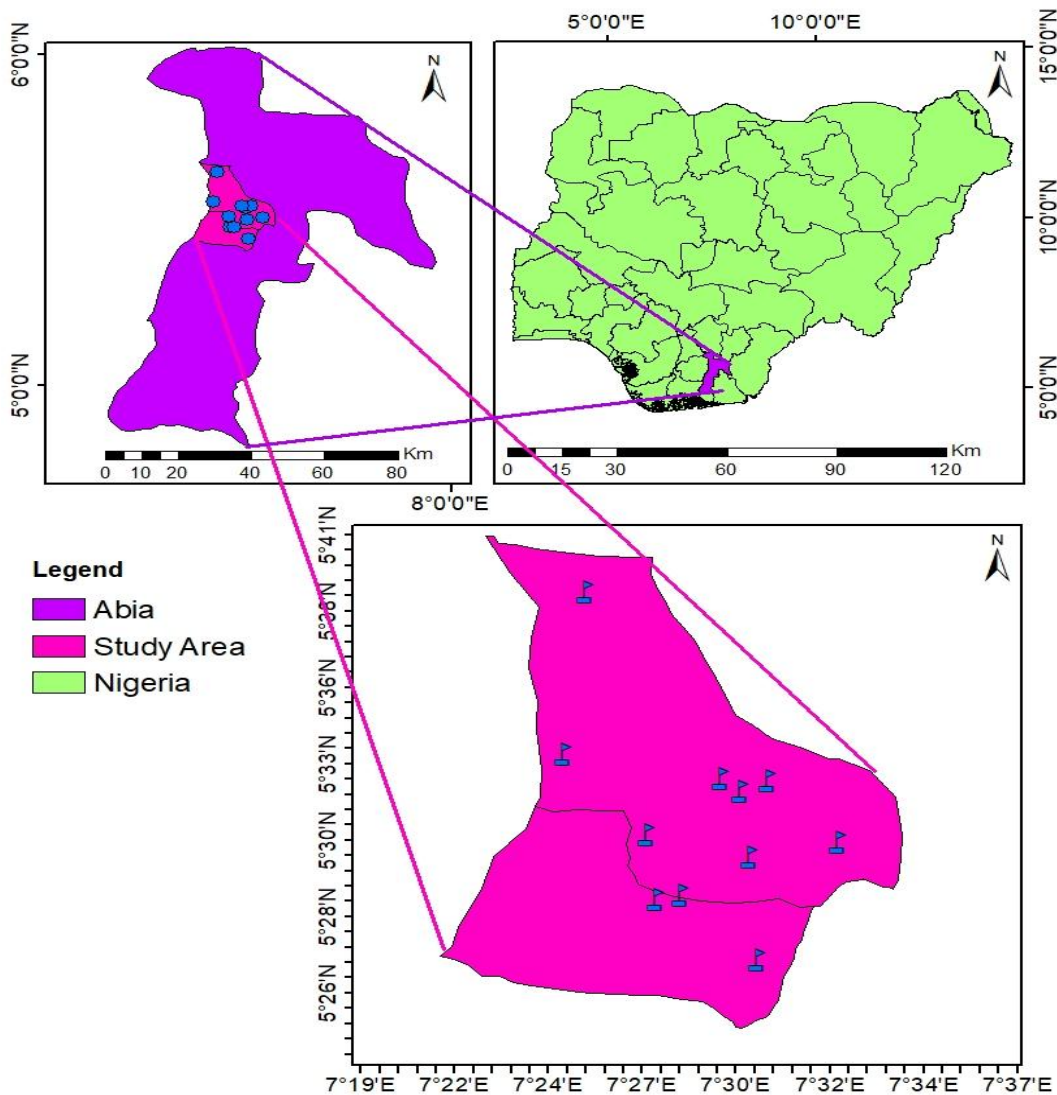 5°0'0"E 10°0'0"E
6°0'0"N
5°0'0"N
N
Km
0 10 20 40 60 80
8°0'0"E
N
15°0'0"N
10°0'0"N
5°0'0"N
Km
0 15 30 60 90 120
Legend
Abia
Study Area
Nigeria
N
5°41'N
5°38'N
5°36'N
5°33'N
5°30'N
5°28'N
5°26'N
7°19'E 7°22'E 7°24'E 7°27'E 7°30'E 7°32'E 7°34'E 7°37'E